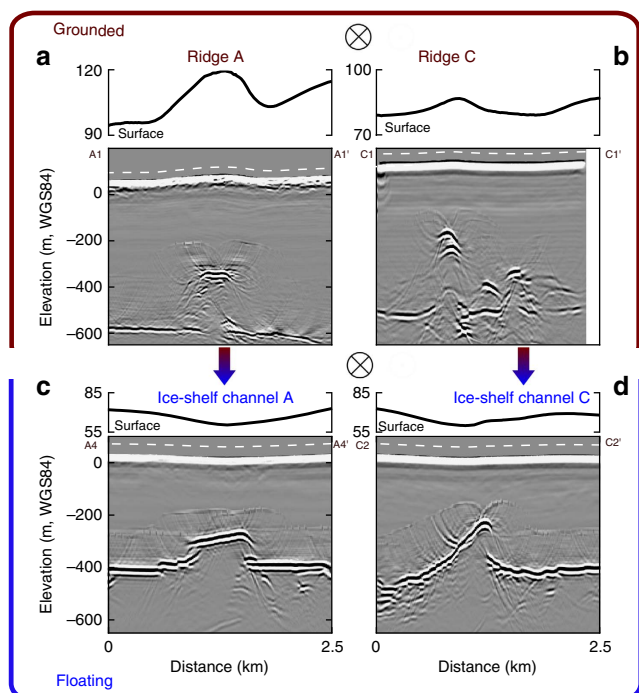 Grounded
a
Ridge A
Ridge C
b
120
90
Surface
100
70
Surface
A1
A1'
C1
C1'
Elevation (m, WGS84)
0
−200
−400
−600
c
Ice-shelf channel A
Ice-shelf channel C
d
85
55
Surface
85
55
Surface
A4
A4'
C2
C2'
Elevation (m, WGS84)
0
−200
−400
−600
0
2.5
0
2.5
Distance (km)
Distance (km)
Floating